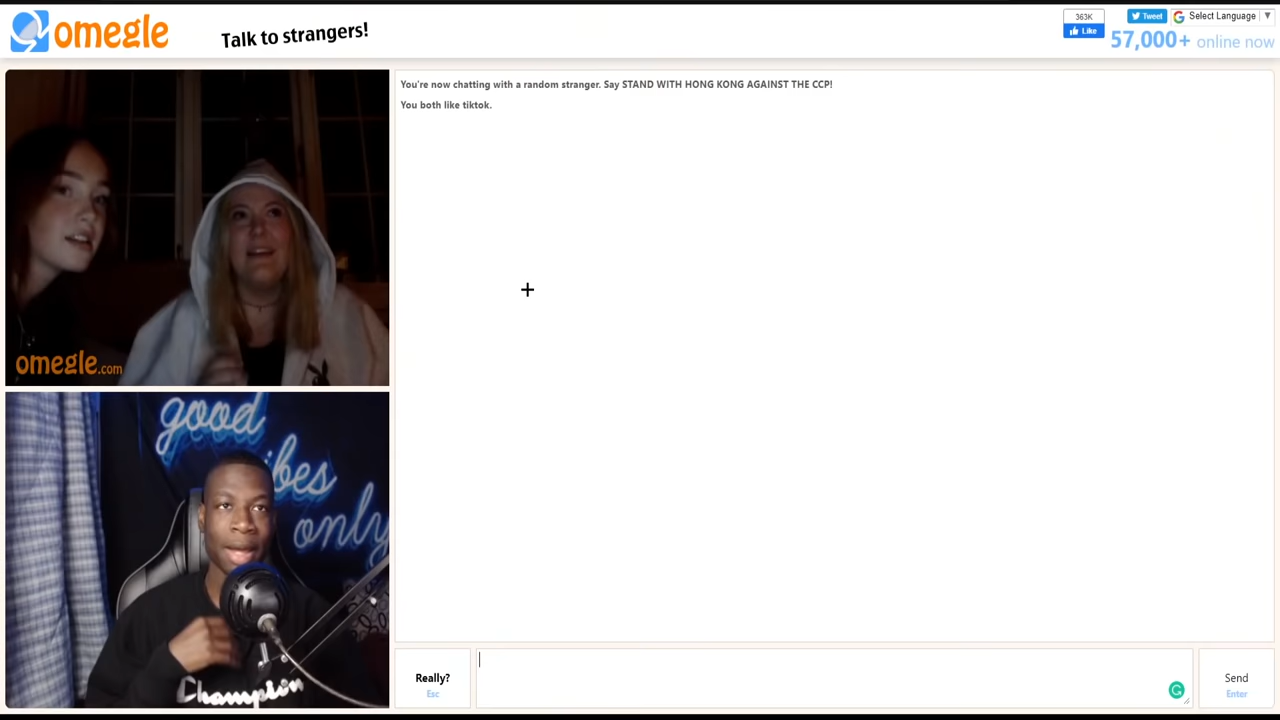 omegle
Talk to strangers!
363K
Like
Tweet
Select Language ▼
57,000+ online now
You're now chatting with a random stranger. Say STAND WITH HONG KONG AGAINST THE CCP!
You both like tiktok.
omegle.com
good
vibes
only
Champion
Really?
Esc
Send
Enter